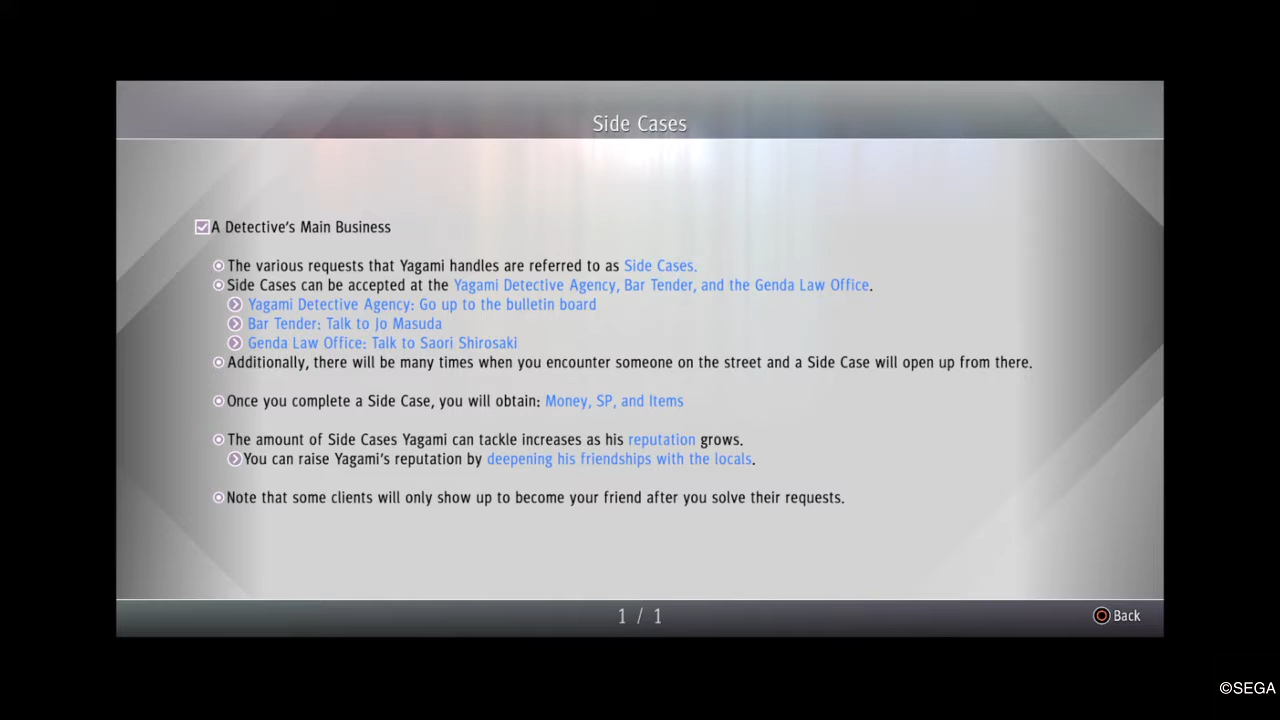 Side Cases
A Detective's Main Business
The various requests that Yagami handles are referred to as Side Cases.
Side Cases can be accepted at the Yagami Detective Agency, Bar Tender, and the Genda Law Office.
Yagami Detective Agency: Go up to the bulletin board
Bar Tender: Talk to Jo Masuda
Genda Law Office: Talk to Saori Shirosaki
Additionally, there will be many times when you encounter someone on the street and a Side Case will open up from there.
Once you complete a Side Case, you will obtain: Money, SP, and Items
The amount of Side Cases Yagami can tackle increases as his reputation grows.
You can raise Yagami's reputation by deepening his friendships with the locals.
Note that some clients will only show up to become your friend after you solve their requests.
1 / 1
Back
©SEGA